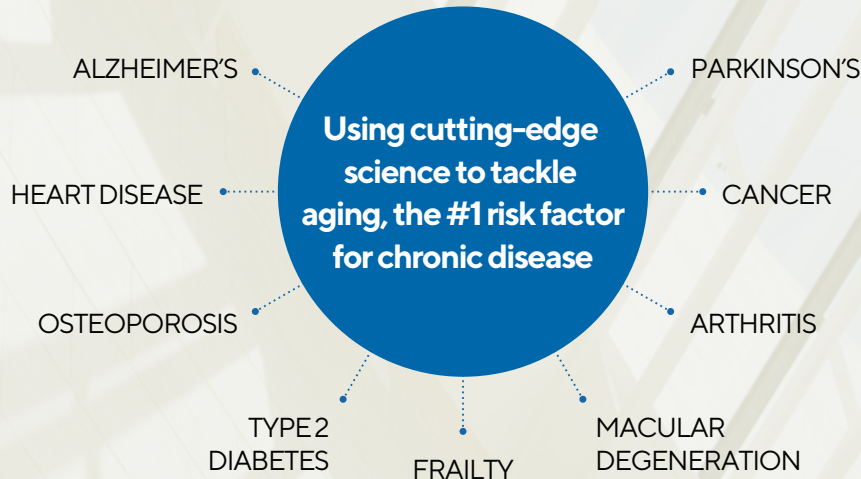 ALZHEIMER'S
PARKINSON'S
Using cutting-edge
science to tackle
aging, the #1 risk factor
for chronic disease
HEART DISEASE
CANCER
OSTEOPOROSIS
ARTHRITIS
TYPE 2
DIABETES
FRAILTY
MACULAR
DEGENERATION